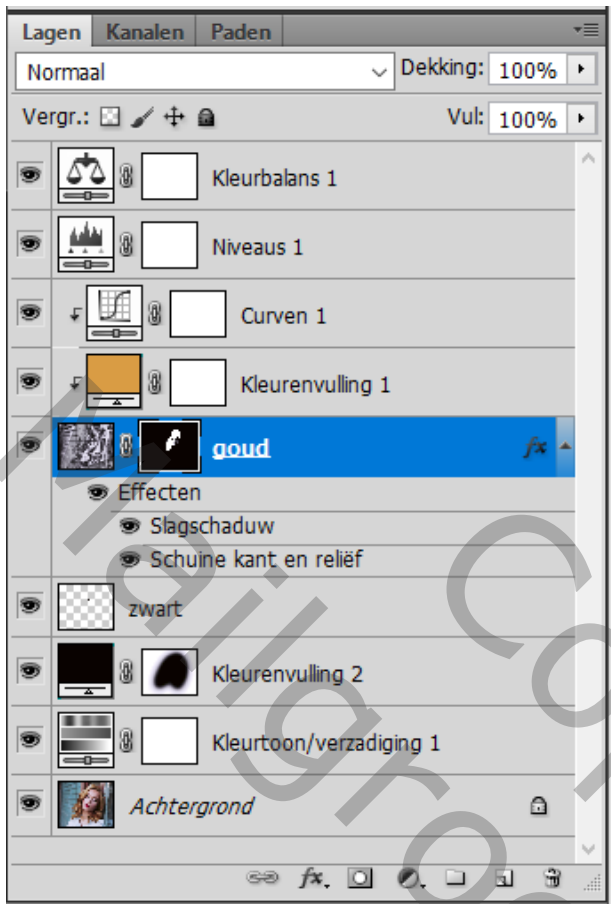 Lagen Kanalen Paden
Normaal Dekking: 100%
Vergr.: Vul: 100%
Kleurbalans 1
Niveaus 1
Curven 1
Kleurenvulling 1
goud fx
Effecten
Slagschaduw
Schuine kant en reliëf
zwart
Kleurenvulling 2
Kleurtoon/verzadiging 1
Achtergrond
fx.